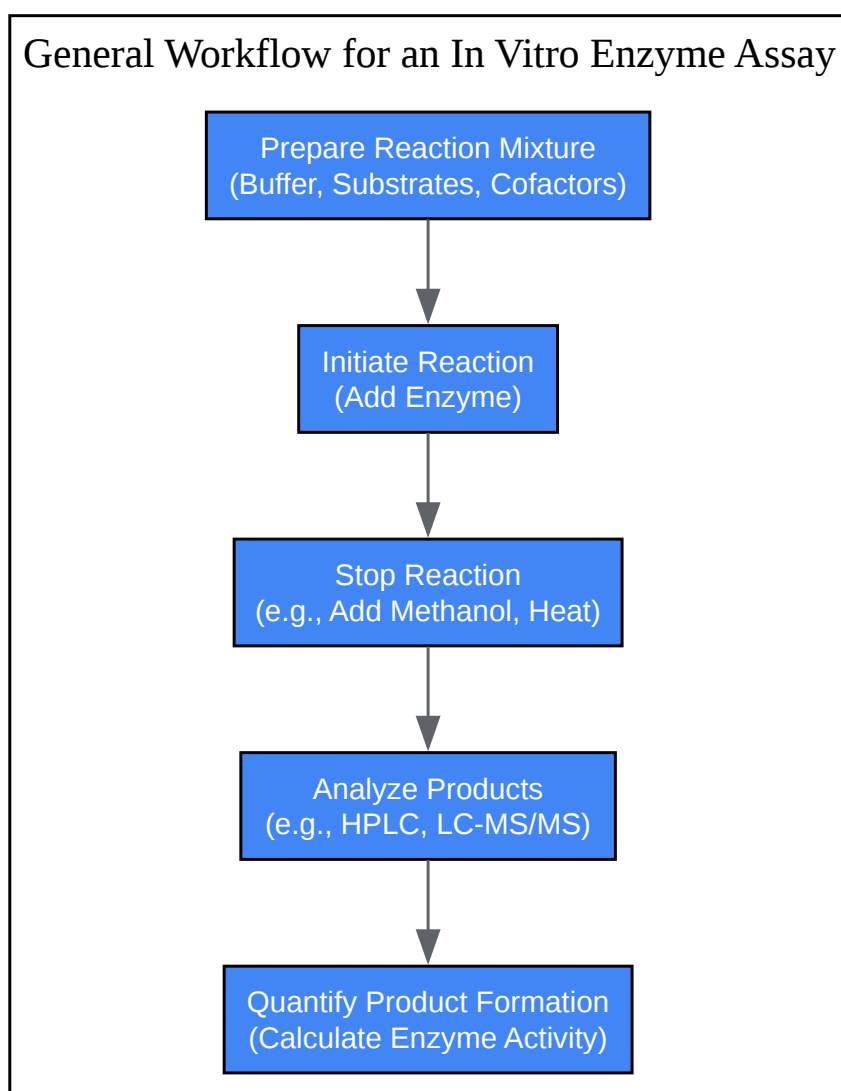 General Workflow for an In Vitro Enzyme Assay
Prepare Reaction Mixture
(Buffer, Substrates, Cofactors)
Initiate Reaction
(Add Enzyme)
Stop Reaction
(e.g., Add Methanol, Heat)
Analyze Products
(e.g., HPLC, LC-MS/MS)
Quantify Product Formation
(Calculate Enzyme Activity)